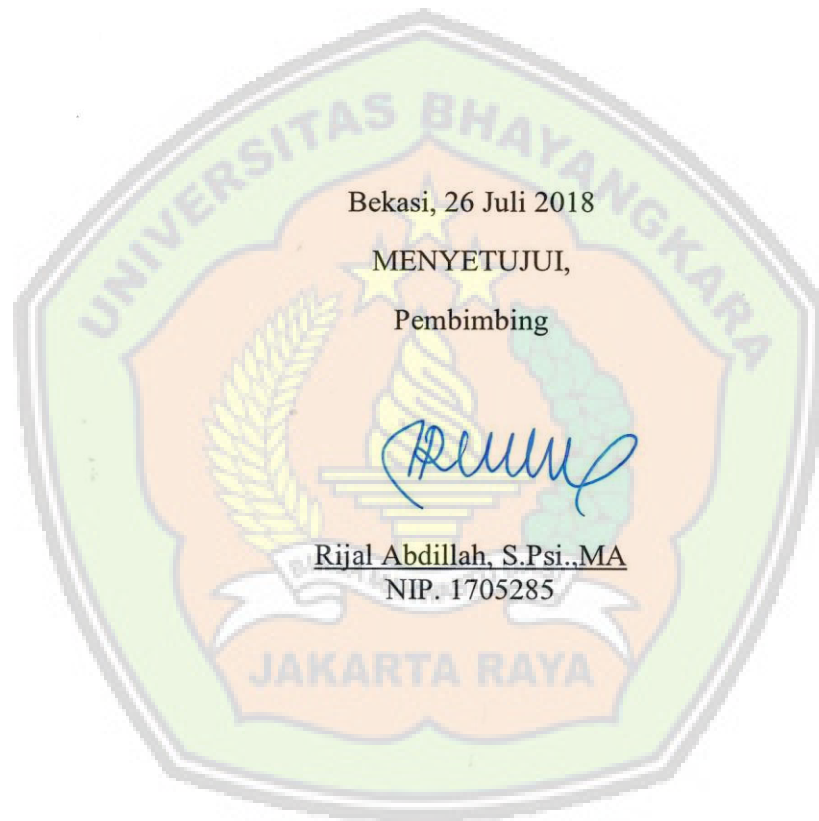 UNIVERSITAS BHAYANGKARA
Bekasi, 26 Juli 2018
MENYETUJUI,
Pembimbing
Rijal Abdillah, S.Psi.,MA
NIP. 1705285
JAKARTA RAYA